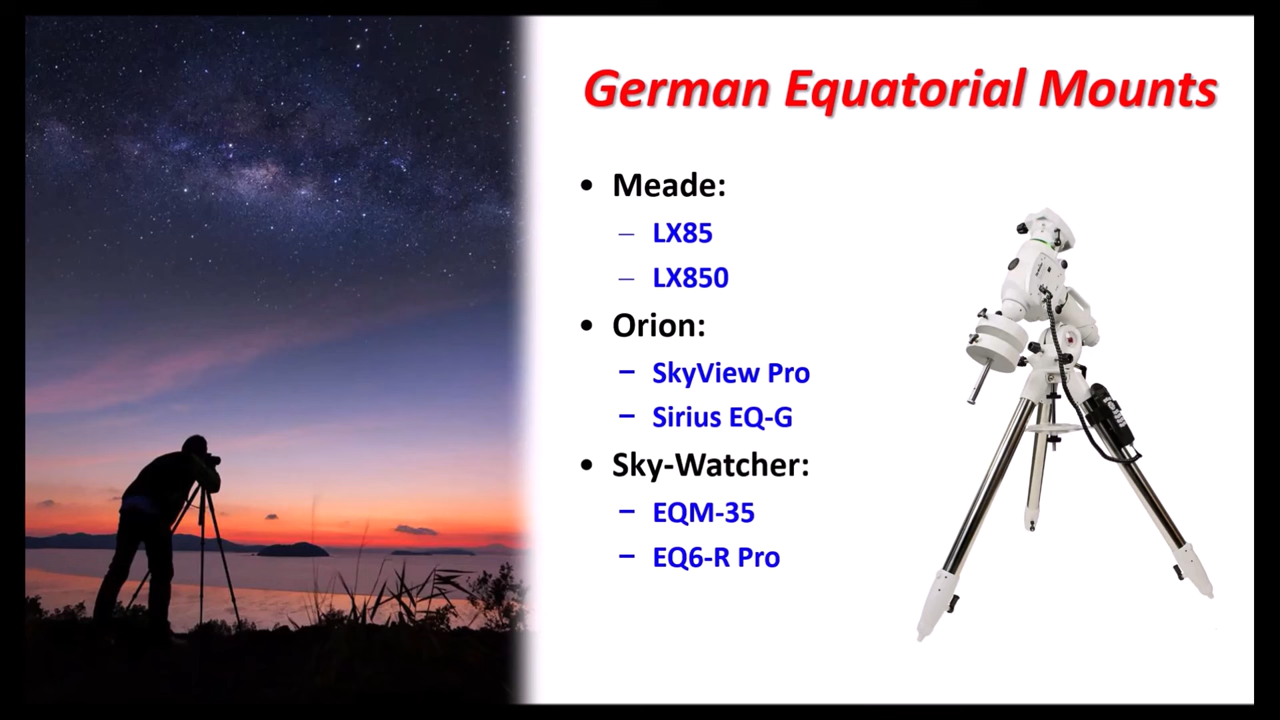 German Equatorial Mounts
• Meade:
– LX85
– LX850
• Orion:
– SkyView Pro
– Sirius EQ-G
• Sky-Watcher:
– EQM-35
– EQ6-R Pro